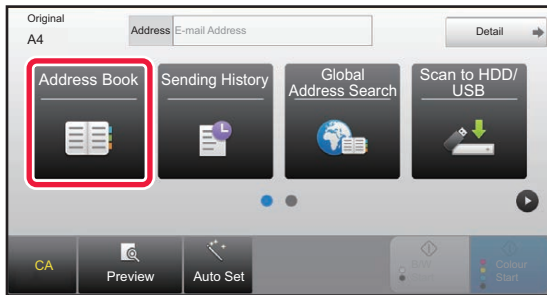 Original
A4
Address E-mail Address
Detail
Address Book
Sending History
Global
Address Search
Scan to HDD/
USB
CA
Preview
Auto Set
B/W
Start
Colour
Start